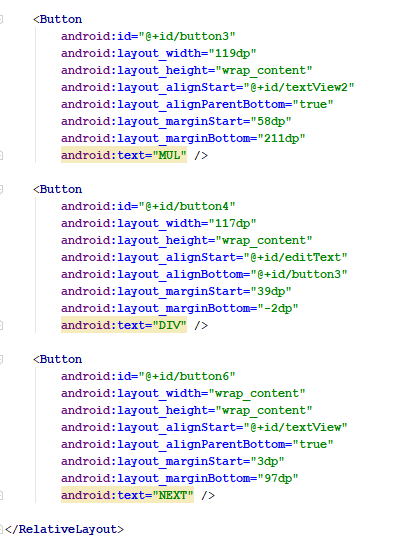 <Button
android:id="@+id/button3"
android:layout_width="119dp"
android:layout_height="wrap_content"
android:layout_alignStart="@+id/textView2"
android:layout_alignParentBottom="true"
android:layout_marginStart="58dp"
android:layout_marginBottom="211dp"
android:text="MUL" />
<Button
android:id="@+id/button4"
android:layout_width="117dp"
android:layout_height="wrap_content"
android:layout_alignStart="@+id/editText"
android:layout_alignBottom="@+id/button3"
android:layout_marginStart="39dp"
android:layout_marginBottom="-2dp"
android:text="DIV" />
<Button
android:id="@+id/button6"
android:layout_width="wrap_content"
android:layout_height="wrap_content"
android:layout_alignStart="@+id/textView"
android:layout_alignParentBottom="true"
android:layout_marginStart="3dp"
android:layout_marginBottom="97dp"
android:text="NEXT" />
</RelativeLayout>